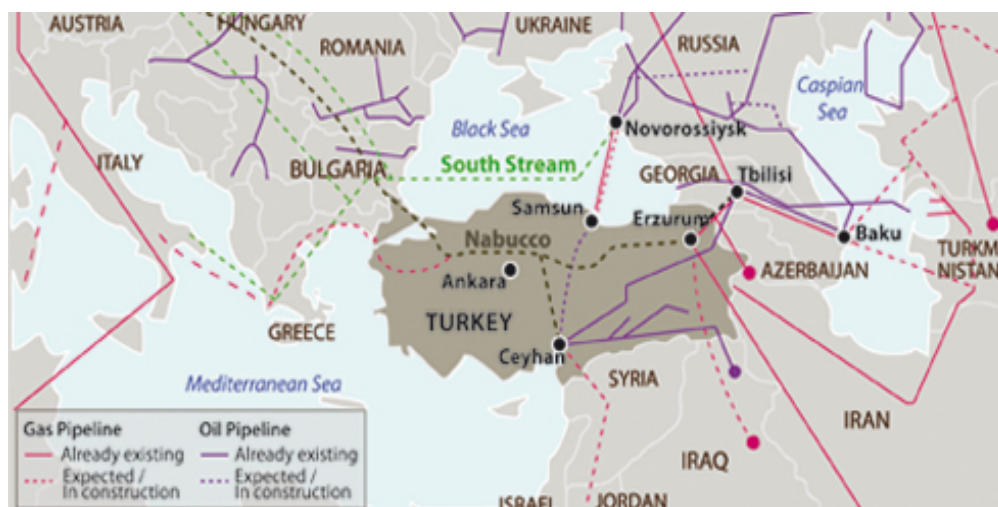 AUSTRIA
HUNGARY
UKRAINE
ROMANIA
RUSSIA
Caspian
Sea
Black Sea
Novorossiysk
ITALY
BULGARIA
South Stream
GEORGIA
Tbilisi
Samsun
Erzurum
Nabucco
Baku
TURKM
NISTAN
Ankara
AZERBAIJAN
TURKEY
GREECE
Ceyhan
Mediterranean Sea
SYRIA
IRAN
IRAQ
ISRAEL
JORDAN
Gas Pipeline
Already existing
Expected /
In construction
Oil Pipeline
Already existing
Expected /
In construction